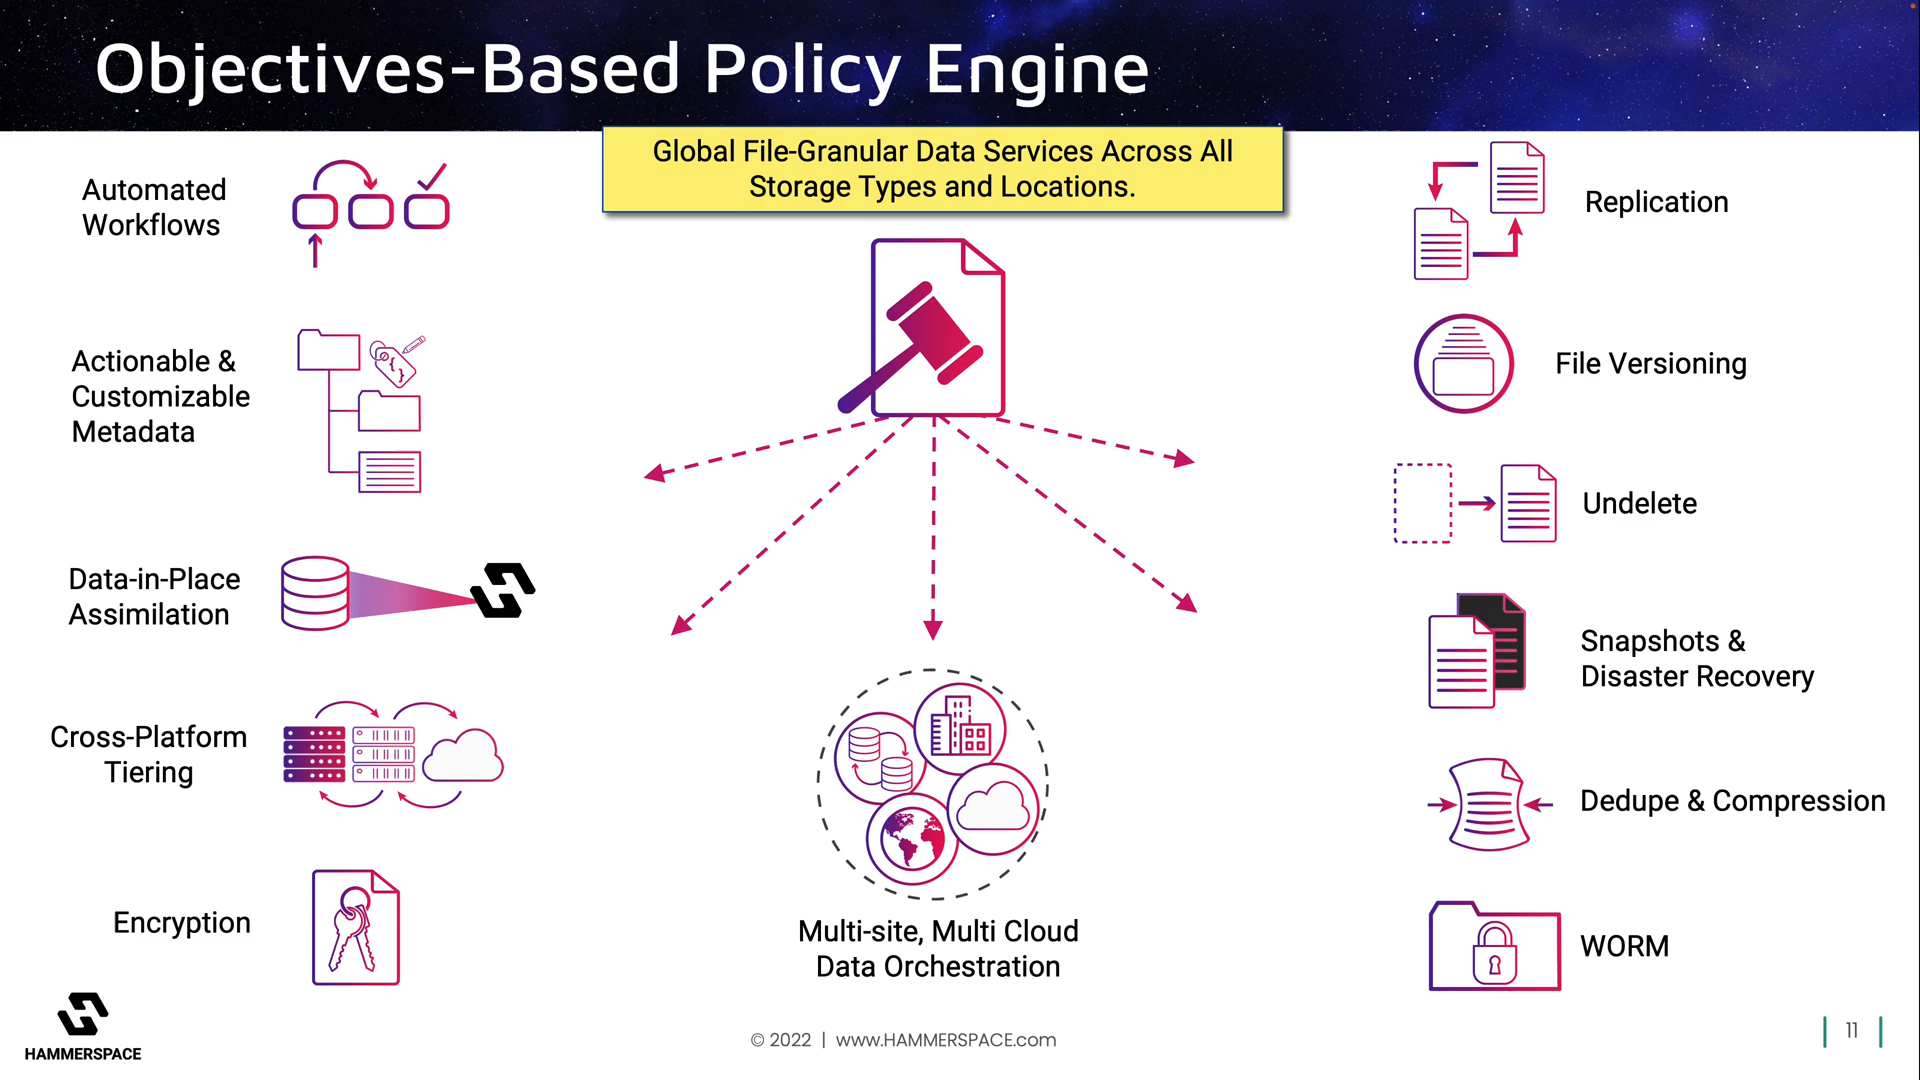 Objectives-Based Policy Engine
Global File-Granular Data Services Across All
Storage Types and Locations.
Automated
Workflows
Actionable &
Customizable
Metadata
Data-in-Place
Assimilation
Cross-Platform
Tiering
Encryption
Multi-site, Multi Cloud
Data Orchestration
Replication
File Versioning
Undelete
Snapshots &
Disaster Recovery
Dedupe & Compression
WORM
HAMMERSPACE
© 2022 | www.HAMMERSPACE.com
11